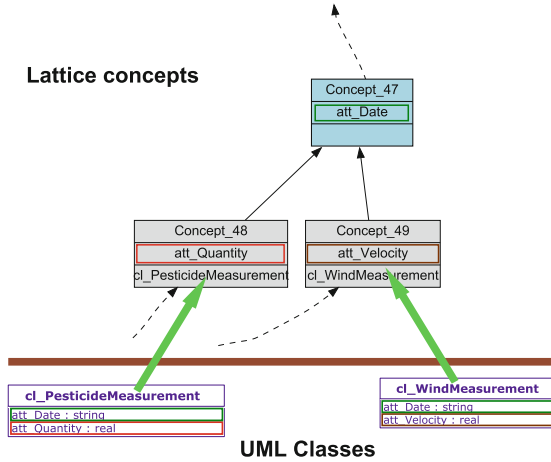 Lattice concepts
Concept_47
att_Date
Concept_48
att_Quantity
cl_PesticideMeasurement
Concept_49
att_Velocity
cl_WindMeasurement
cl_PesticideMeasurement
att_Date : string
att_Quantity : real
cl_WindMeasurement
att_Date : string
att_Velocity : real
UML Classes